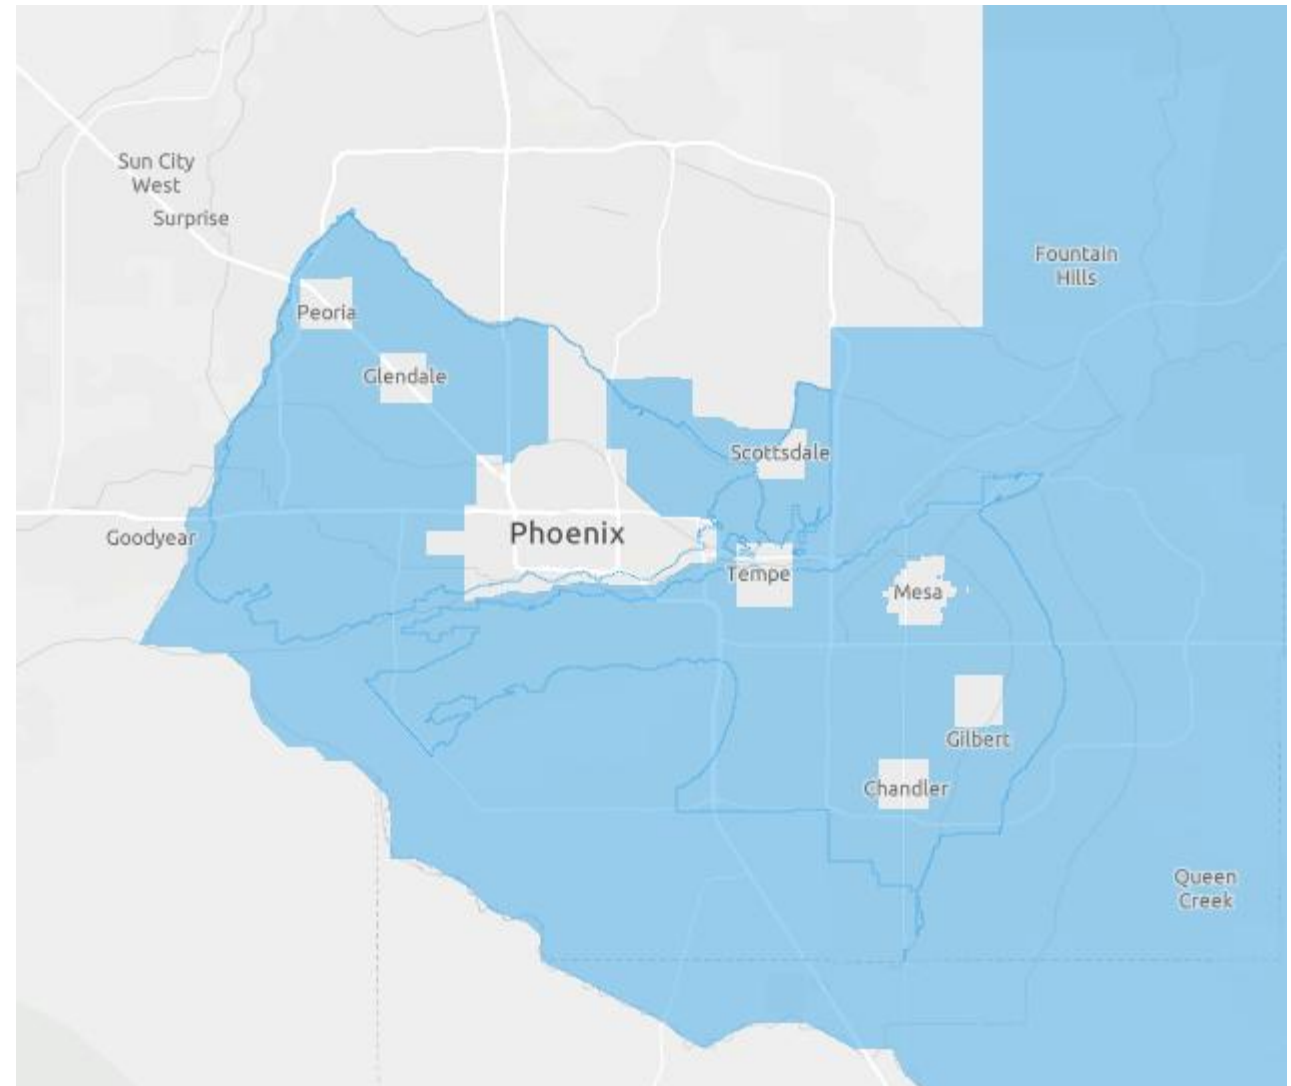 Sun City
West
Surprise
Fountain
Hills
Peoria
Glendale
Scottsdale
Phoenix
Goodyear
Tempe
Mesa
Gilbert
Chandler
Queen
Creek